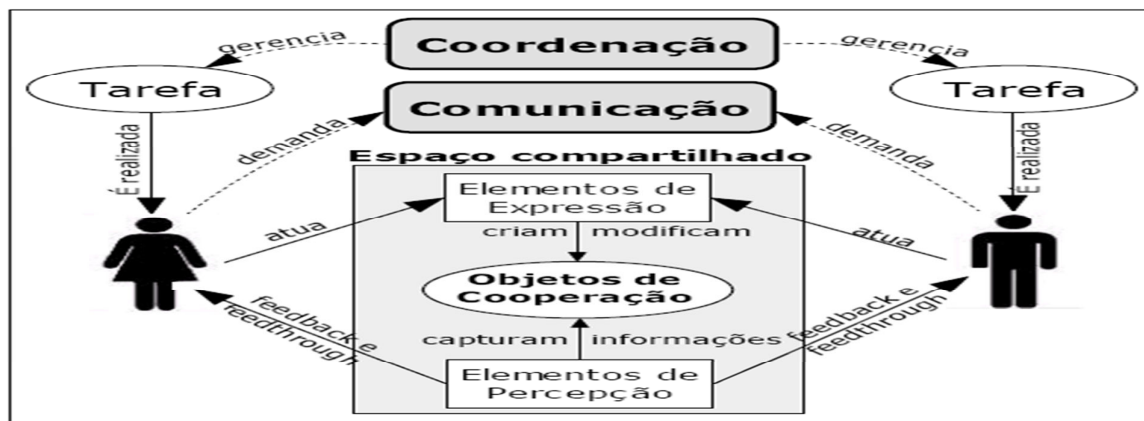 Coordenação
gerencia
gerencia
Tarefa
Tarefa
Comunicação
demanda
demanda
É realizada
É realizada
Espaço compartilhado
Elementos de
Expressão
atua
atua
criam modificam
Objetos de
Cooperação
feedback e
feedthrough
feedback e
feedthrough
capturam informações
Elementos de
Percepção